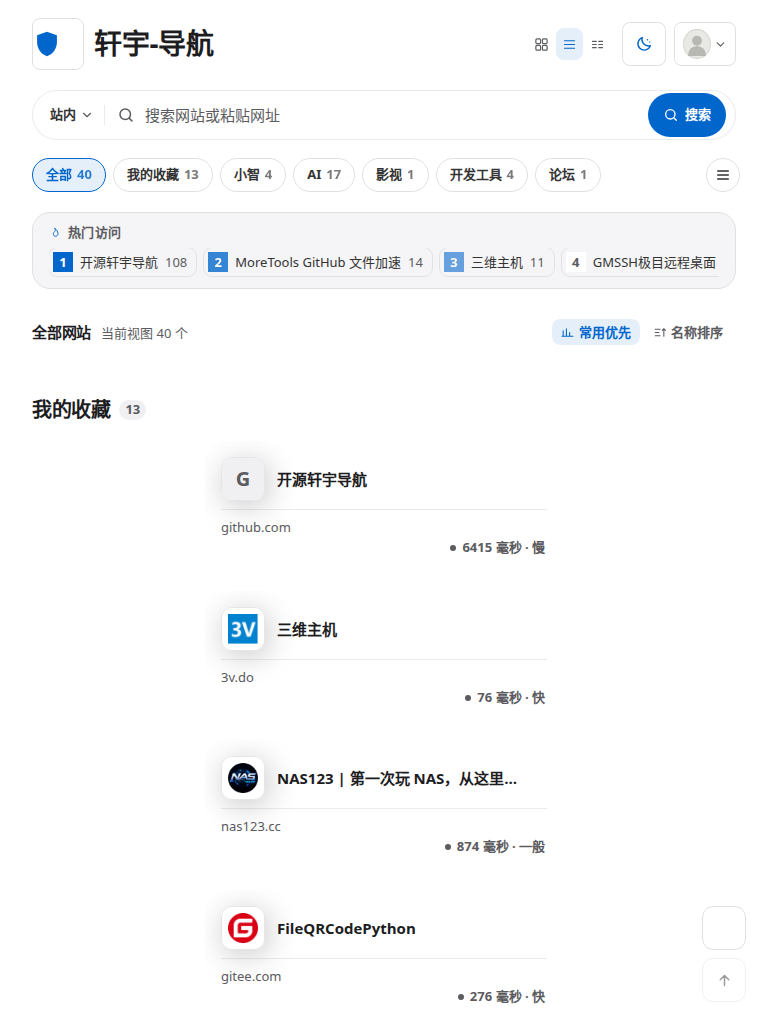 轩宇-导航
站内 搜索网站或粘贴网址 搜索
全部 40 我的收藏 13 小智 4 AI 17 影视 1 开发工具 4 论坛 1
热门访问
1 开源轩宇导航 108 2 MoreTools GitHub 文件加速 14 3 三维主机 11 4 GMSSH极目远程桌面
全部网站 当前视图 40 个 常用优先 名称排序
我的收藏 13
G 开源轩宇导航
github.com
6415 毫秒 · 慢
3V 三维主机
3v.do
76 毫秒 · 快
NAS NAS123 | 第一次玩 NAS，从这里...
nas123.cc
874 毫秒 · 一般
G FileQRCodePython
gitee.com
276 毫秒 · 快